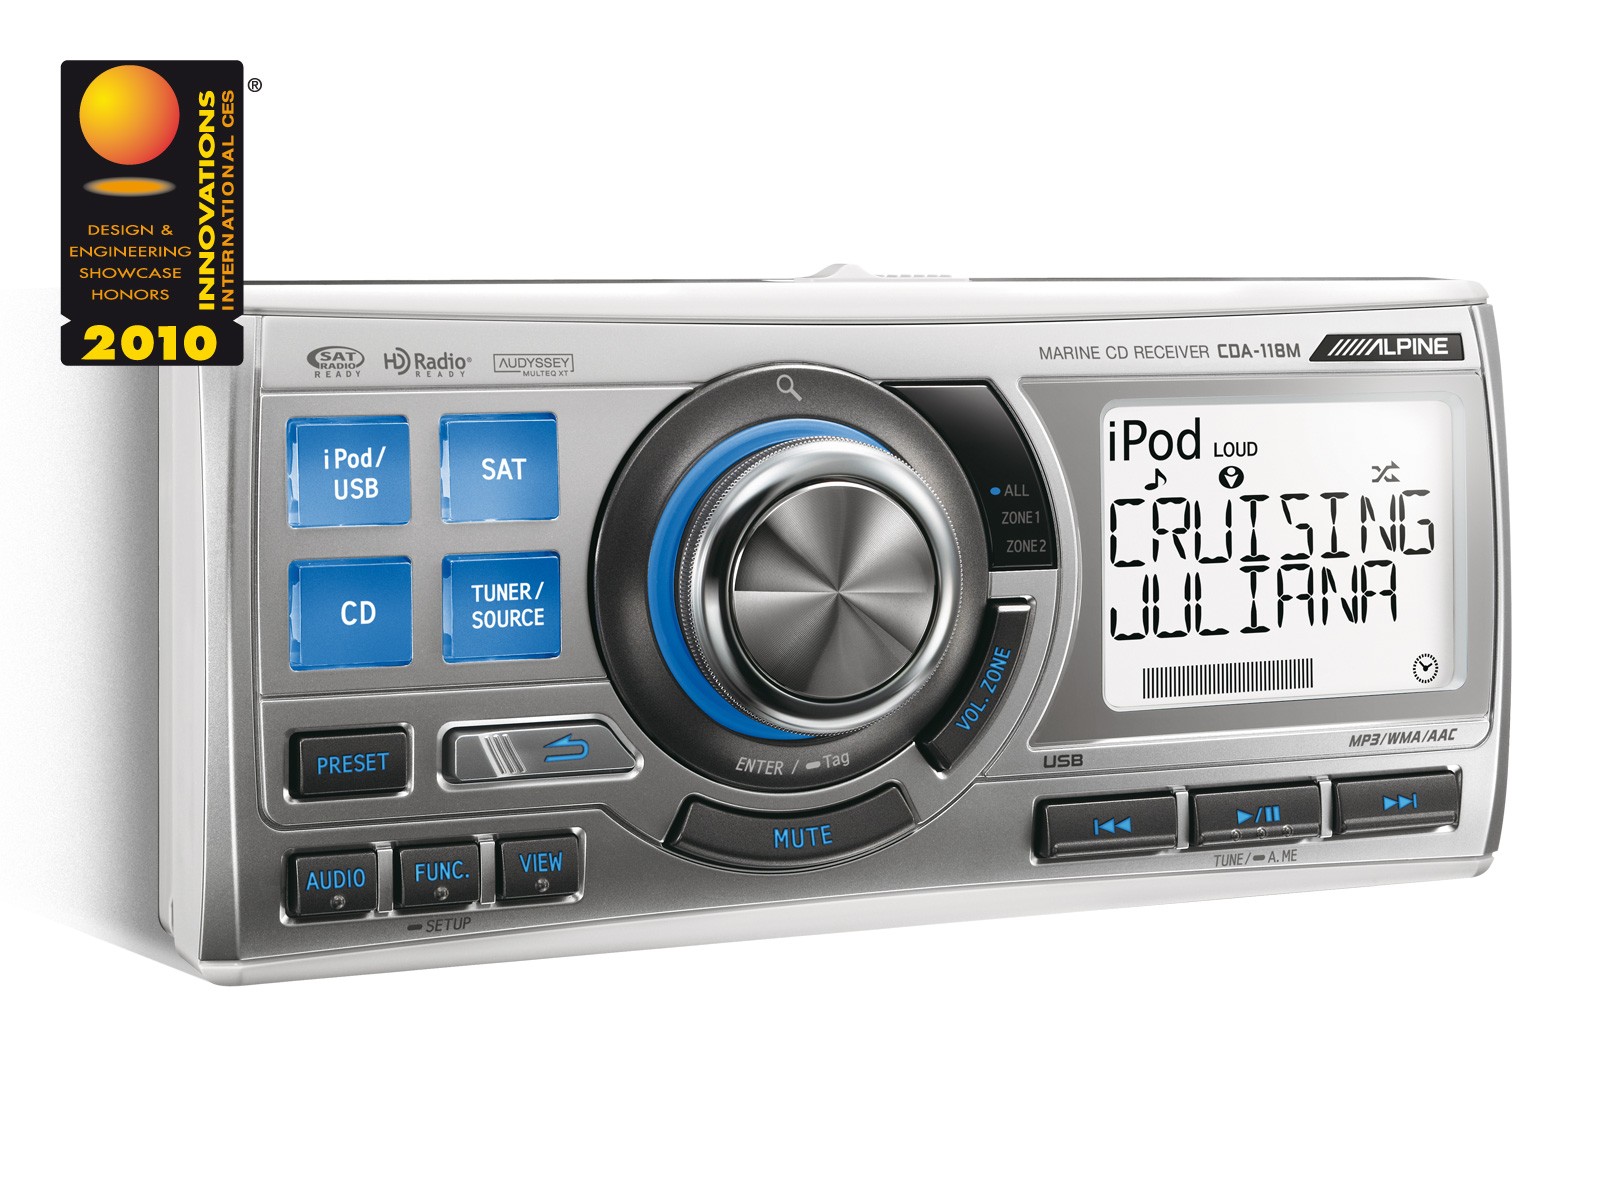 ®
INNOVATIONS
INTERNATIONAL CES
DESIGN &
ENGINEERING
SHOWCASE
HONORS
2010
SAT
RADIO
READY
HD Radio®
READY
AUDYSSEY
MULTEQ XT
MARINE CD RECEIVER CDA-118M
ALPINE
iPod/
USB
SAT
CD
TUNER/
SOURCE
ALL
ZONE1
ZONE2
iPod LOUD
CRUISING
JULIANA
VOL. ZONE
MP3/WMA/AAC
PRESET
ENTER / Tag
USB
MUTE
AUDIO
FUNC.
VIEW
SETUP
TUNE/ A.ME